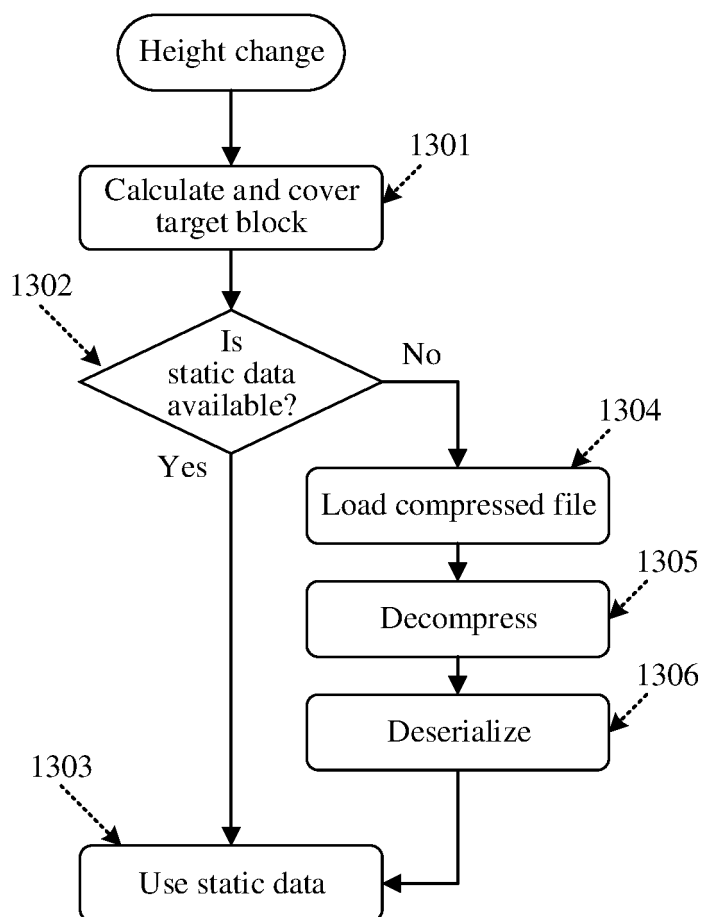 Height change
1301
Calculate and cover
target block
1302
Is
static data
available?
No
Yes
1304
Load compressed file
1305
Decompress
1306
Deserialize
1303
Use static data